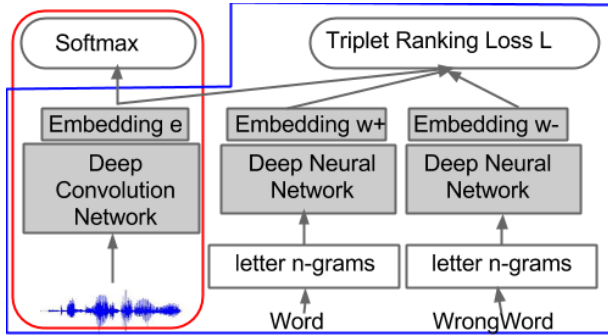 Softmax
Triplet Ranking Loss L
Embedding e
Embedding w+
Embedding w-
Deep
Convolution
Network
Deep Neural
Network
Deep Neural
Network
letter n-grams
letter n-grams
Word
WrongWord